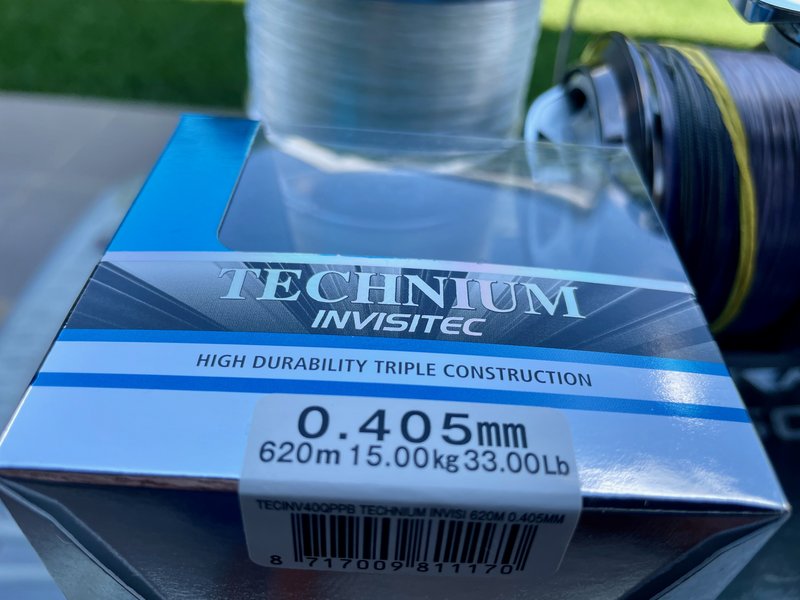 TECHNIUM
INVISITEC
HIGH DURABILITY TRIPLE CONSTRUCTION
0.405mm
620m 15.00kg 33.00Lb
TECINV40QPPB TECHNIUM INVISI 620M 0.405MM
8 717009 811170